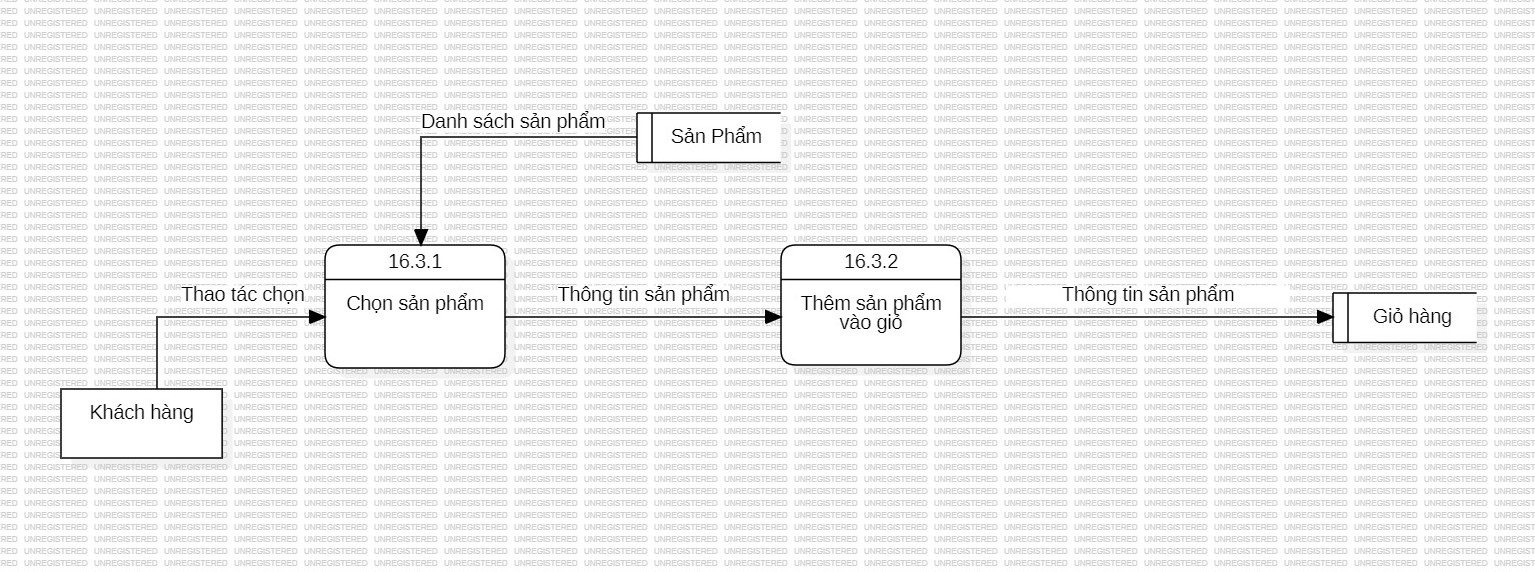 Danh sách sản phẩm
Sản Phẩm
16.3.1
Chọn sản phẩm
16.3.2
Thêm sản phẩm
vào giỏ
Thao tác chọn
Thông tin sản phẩm
Thông tin sản phẩm
Giỏ hàng
Khách hàng
UNREGISTERED